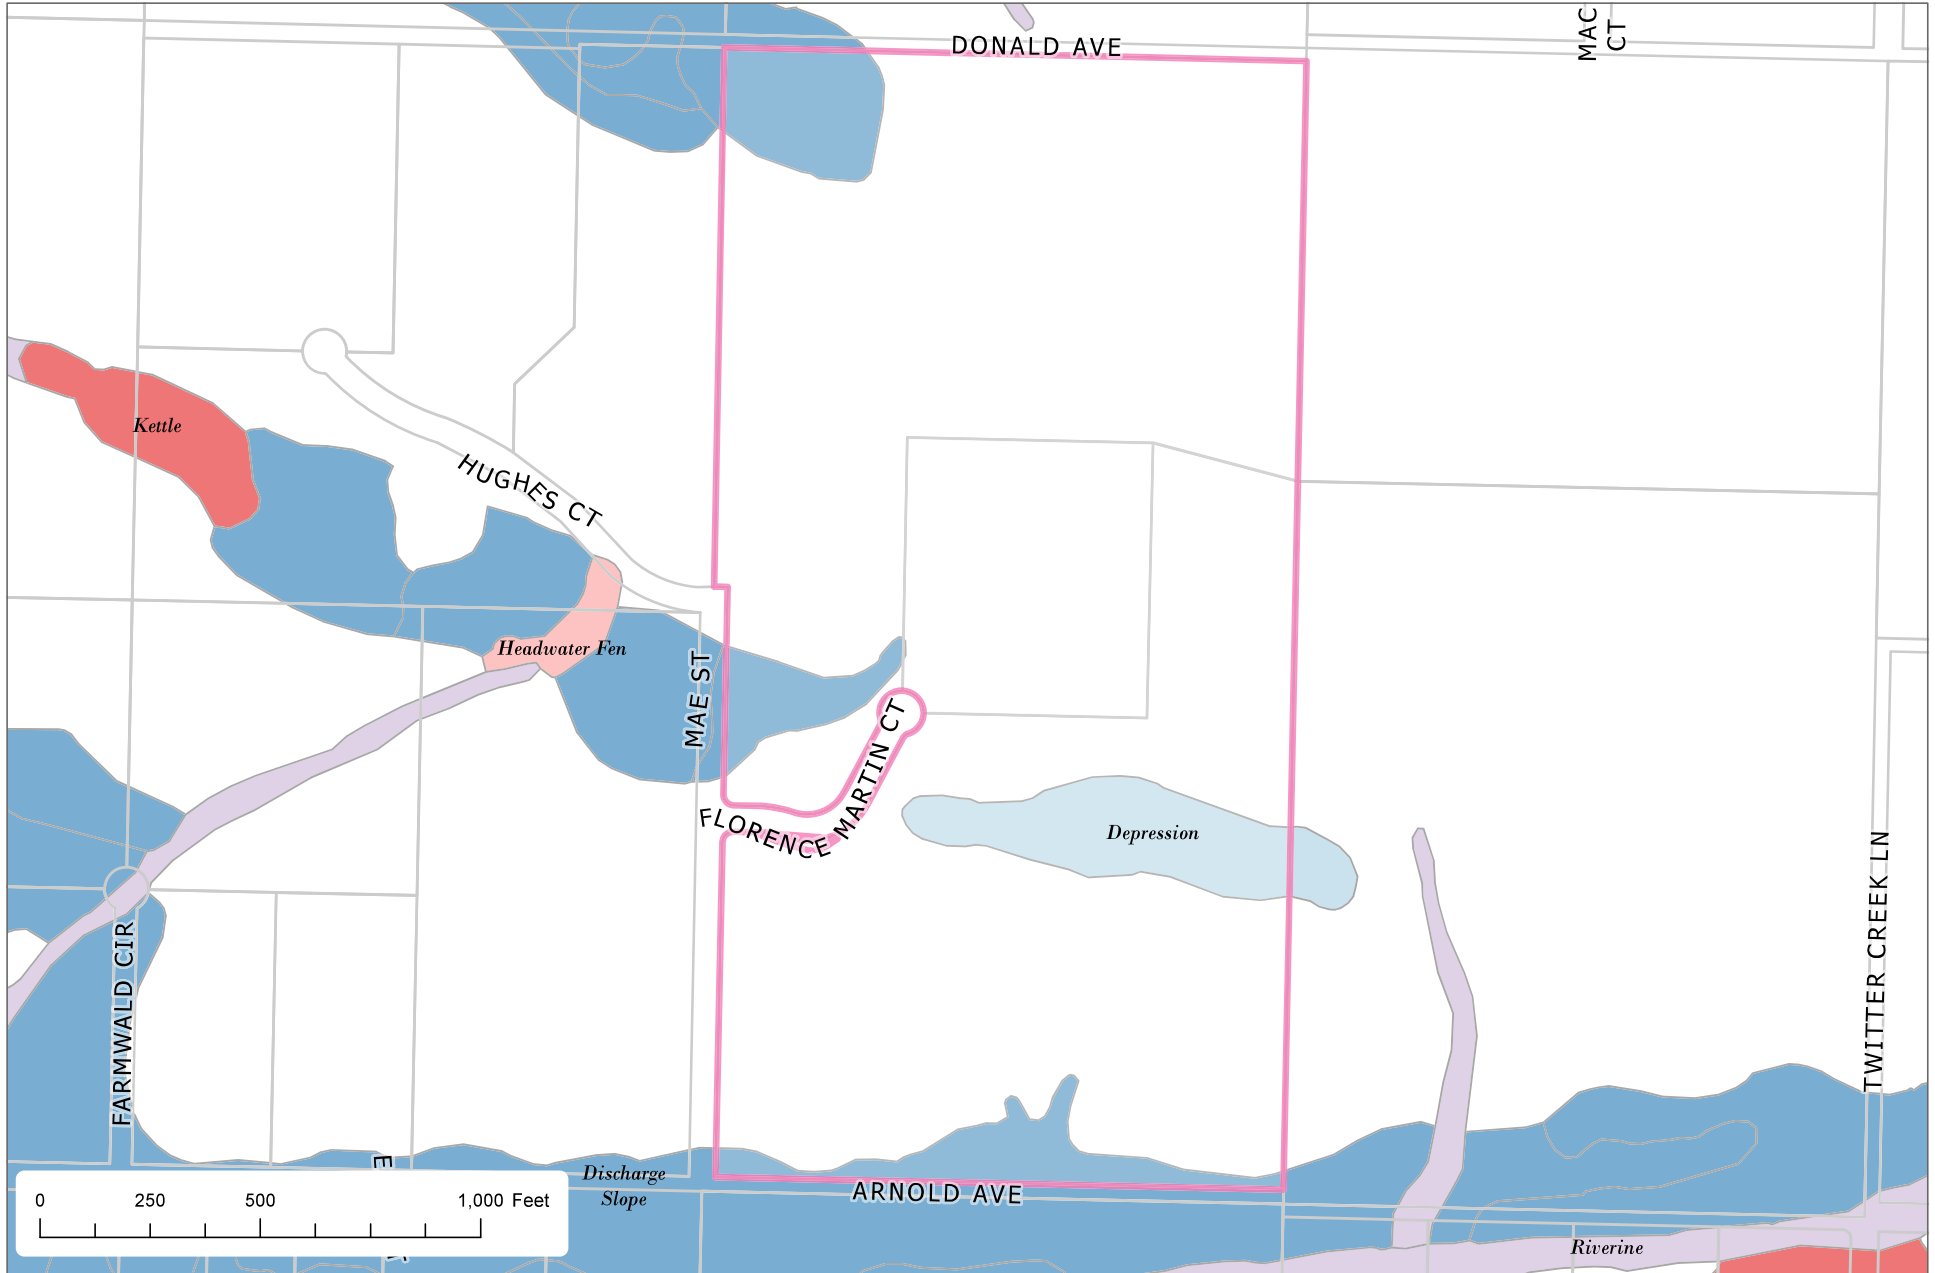 DONALD AVE
MAC
CT
Kettle
HUGHES CT
Headwater Fen
MAE ST
FLORENCE MARTIN CT
Depression
TWITTER CREEK LN
FARMWALD CIR
E
Discharge
Slope
ARNOLD AVE
0 250 500 1,000 Feet
Riverine